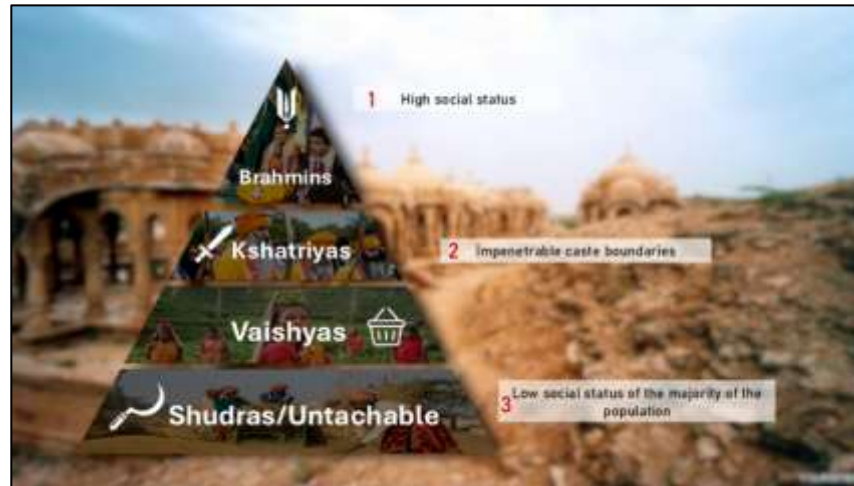 1 High social status
Brahmins
Kshatriyas
2 Impenetrable caste boundaries
Vaishyas
Shudras/Untachable
3 Low social status of the majority of the
population